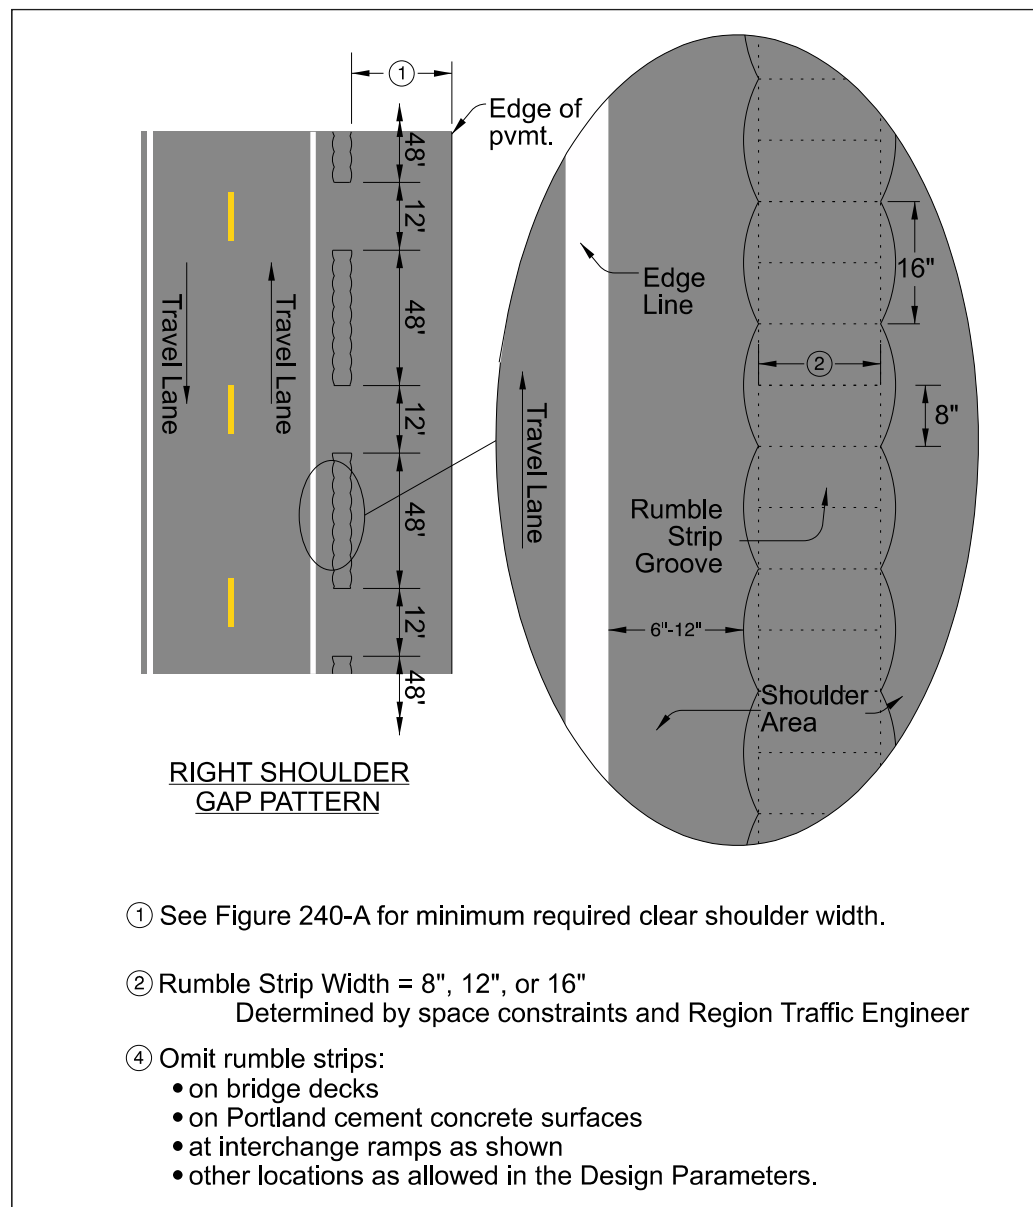 ①
Edge of
pvmt.
48'
12'
48'
12'
48'
12'
48'
Travel Lane
Travel Lane
RIGHT SHOULDER
GAP PATTERN
16"
Edge
Line
②
8"
Travel Lane
Rumble
Strip
Groove
6"-12"
Shoulder
Area
① See Figure 240-A for minimum required clear shoulder width.
② Rumble Strip Width = 8", 12", or 16"
Determined by space constraints and Region Traffic Engineer
④ Omit rumble strips:
• on bridge decks
• on Portland cement concrete surfaces
• at interchange ramps as shown
• other locations as allowed in the Design Parameters.